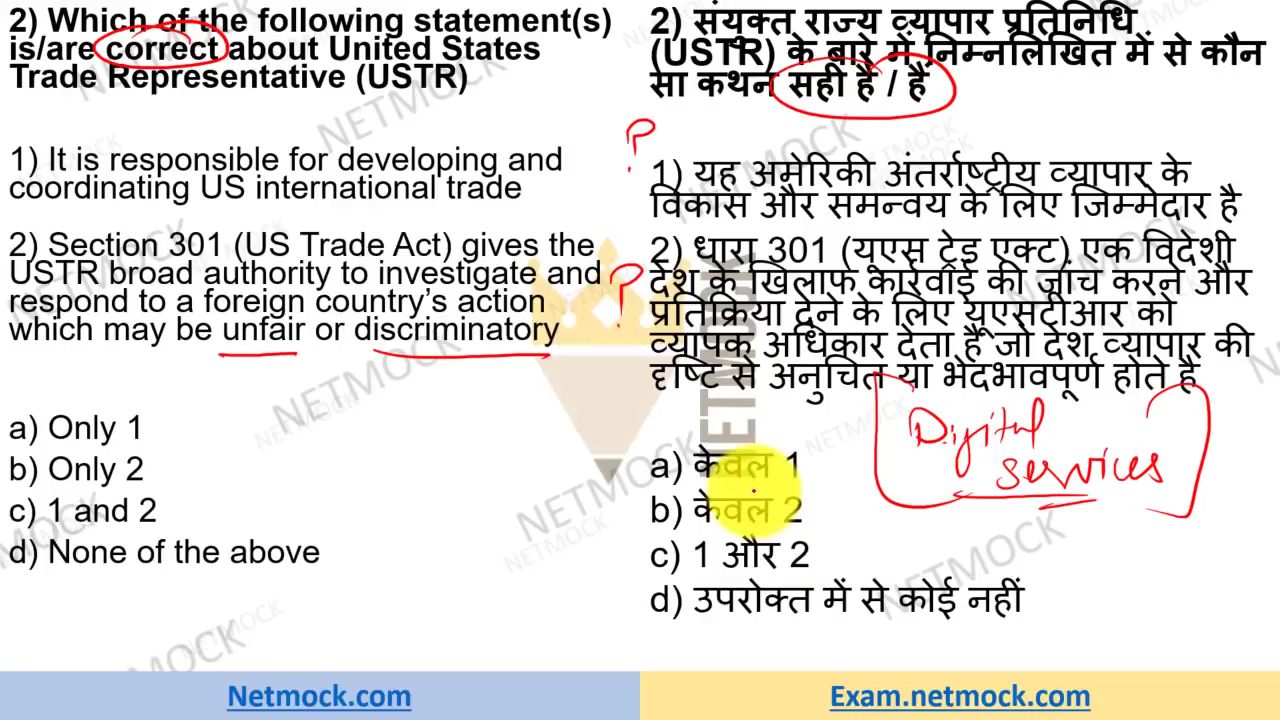 2) Which of the following statement(s)
is/are correct about United States
Trade Representative (USTR)
1) It is responsible for developing and
coordinating US international trade
2) Section 301 (US Trade Act) gives the
USTR broad authority to investigate and
respond to a foreign country's action
which may be unfair or discriminatory
a) Only 1
b) Only 2
c) 1 and 2
d) None of the above
2) संयुक्त राज्य व्यापार प्रतिनिधि
(USTR) के बारे में निम्नलिखित में से कौन
सा कथन सही है / हैं
?
1) यह अमेरिकी अंतर्राष्ट्रीय व्यापार के
विकास और समन्वय के लिए जिम्मेदार है
?
2) धारा 301 (यूएस ट्रेड एक्ट) एक विदेशी
देश के खिलाफ कार्रवाई की जांच करने और
प्रतिक्रिया देने के लिए यूएसटीआर को
व्यापक अधिकार देता है जो देश व्यापार की
दृष्टि से अनुचित या भेदभावपूर्ण होते है
Digital
services
a) केवल 1
b) केवल 2
c) 1 और 2
d) उपरोक्त में से कोई नहीं
NETMOCK
Netmock.com
Exam.netmock.com